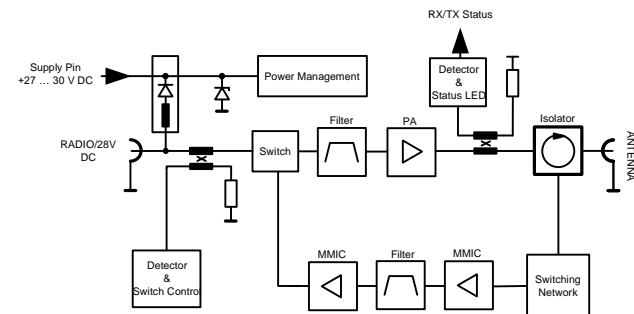 RX/TX Status
Supply Pin
+27 ... 30 V DC
Power Management
Detector
&
Status LED
Filter
PA
Isolator
RADIO/28V
DC
Switch
ANTENNA
MMIC
Filter
MMIC
Detector
&
Switch Control
Switching
Network